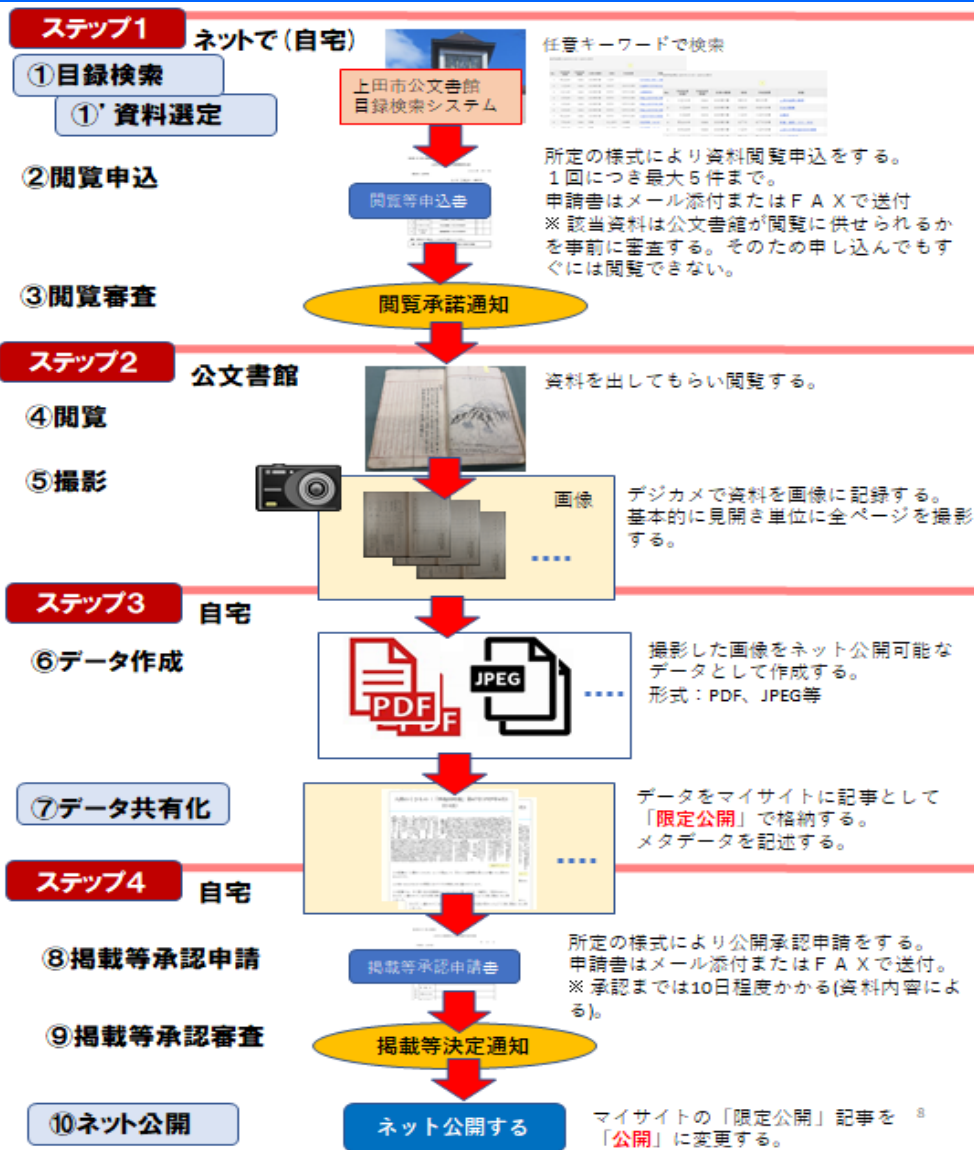 ステップ1
ネットで(自宅)
①目録検索
①’資料選定
上田市公文書館
目録検索システム
任意キーワードで検索
②閲覧申込
閲覧等申込書
所定の様式により資料閲覧申込をする。
1回につき最大5件まで。
申請書はメール添付またはFAXで送付
※該当資料は公文書館が閲覧に供せられるか
を事前に審査する。そのため申し込んでもす
ぐには閲覧できない。
③閲覧審査
閲覧承諾通知
ステップ2
公文書館
④閲覧
資料を出してもらい閲覧する。
⑤撮影
画像
デジカメで資料を画像に記録する。
基本的に見開き単位に全ページを撮影
する。
ステップ3
自宅
⑥データ作成
PDF
PDF
JPEG
撮影した画像をネット公開可能な
データとして作成する。
形式：PDF、JPEG等
⑦データ共有化
データをマイサイトに記事として
「限定公開」で格納する。
メタデータを記述する。
ステップ4
自宅
⑧掲載等承認申請
掲載等承認申請書
所定の様式により公開承認申請をする。
申請書はメール添付またはFAXで送付。
※承認までは10日程度かかる(資料内容によ
る)。
⑨掲載等承認審査
掲載等決定通知
⑩ネット公開
ネット公開する
マイサイトの「限定公開」記事を
「公開」に変更する。
8